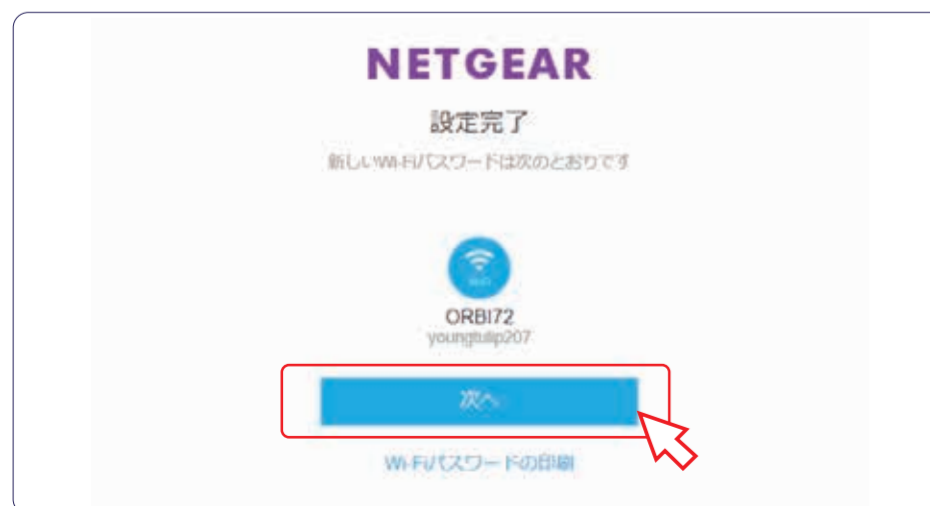 NETGEAR
設定完了
新しいWi-Fiパスワードは次のとおりです
ORBI72
youngtulip207
次へ
Wi-Fiパスワードの印刷